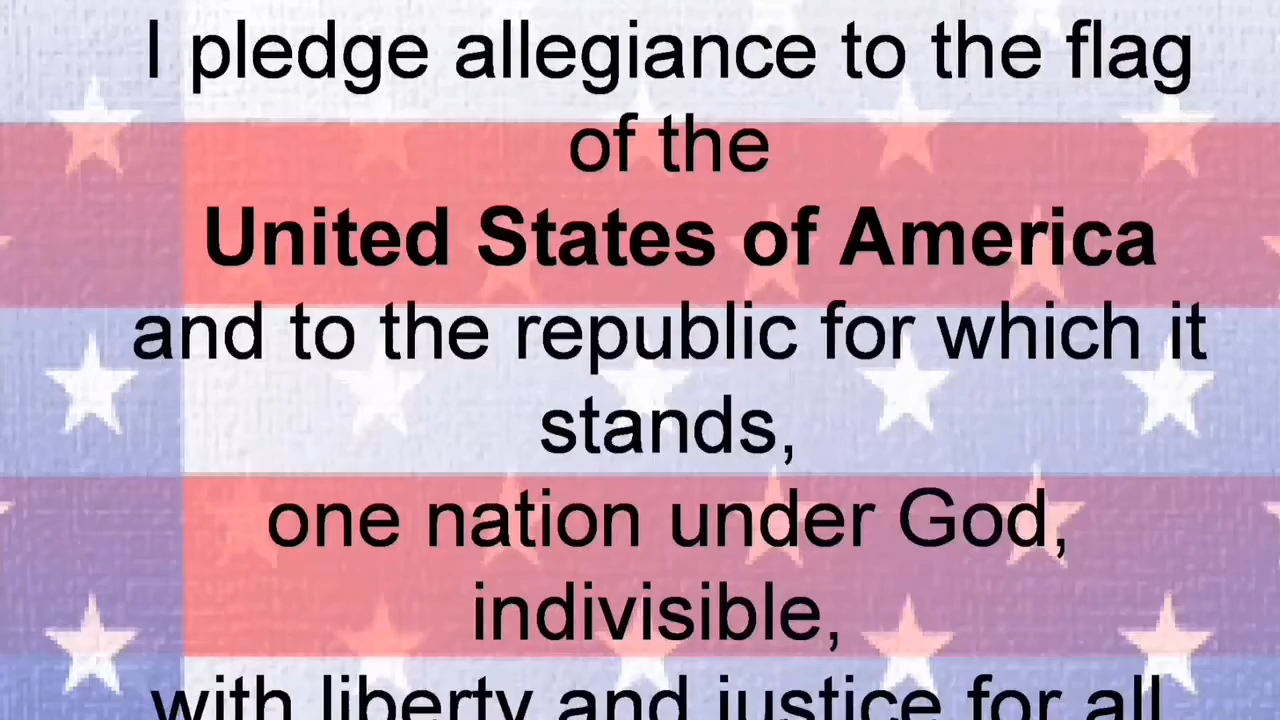 I pledge allegiance to the flag
of the
United States of America
and to the republic for which it
stands,
one nation under God,
indivisible,
with liberty and justice for all